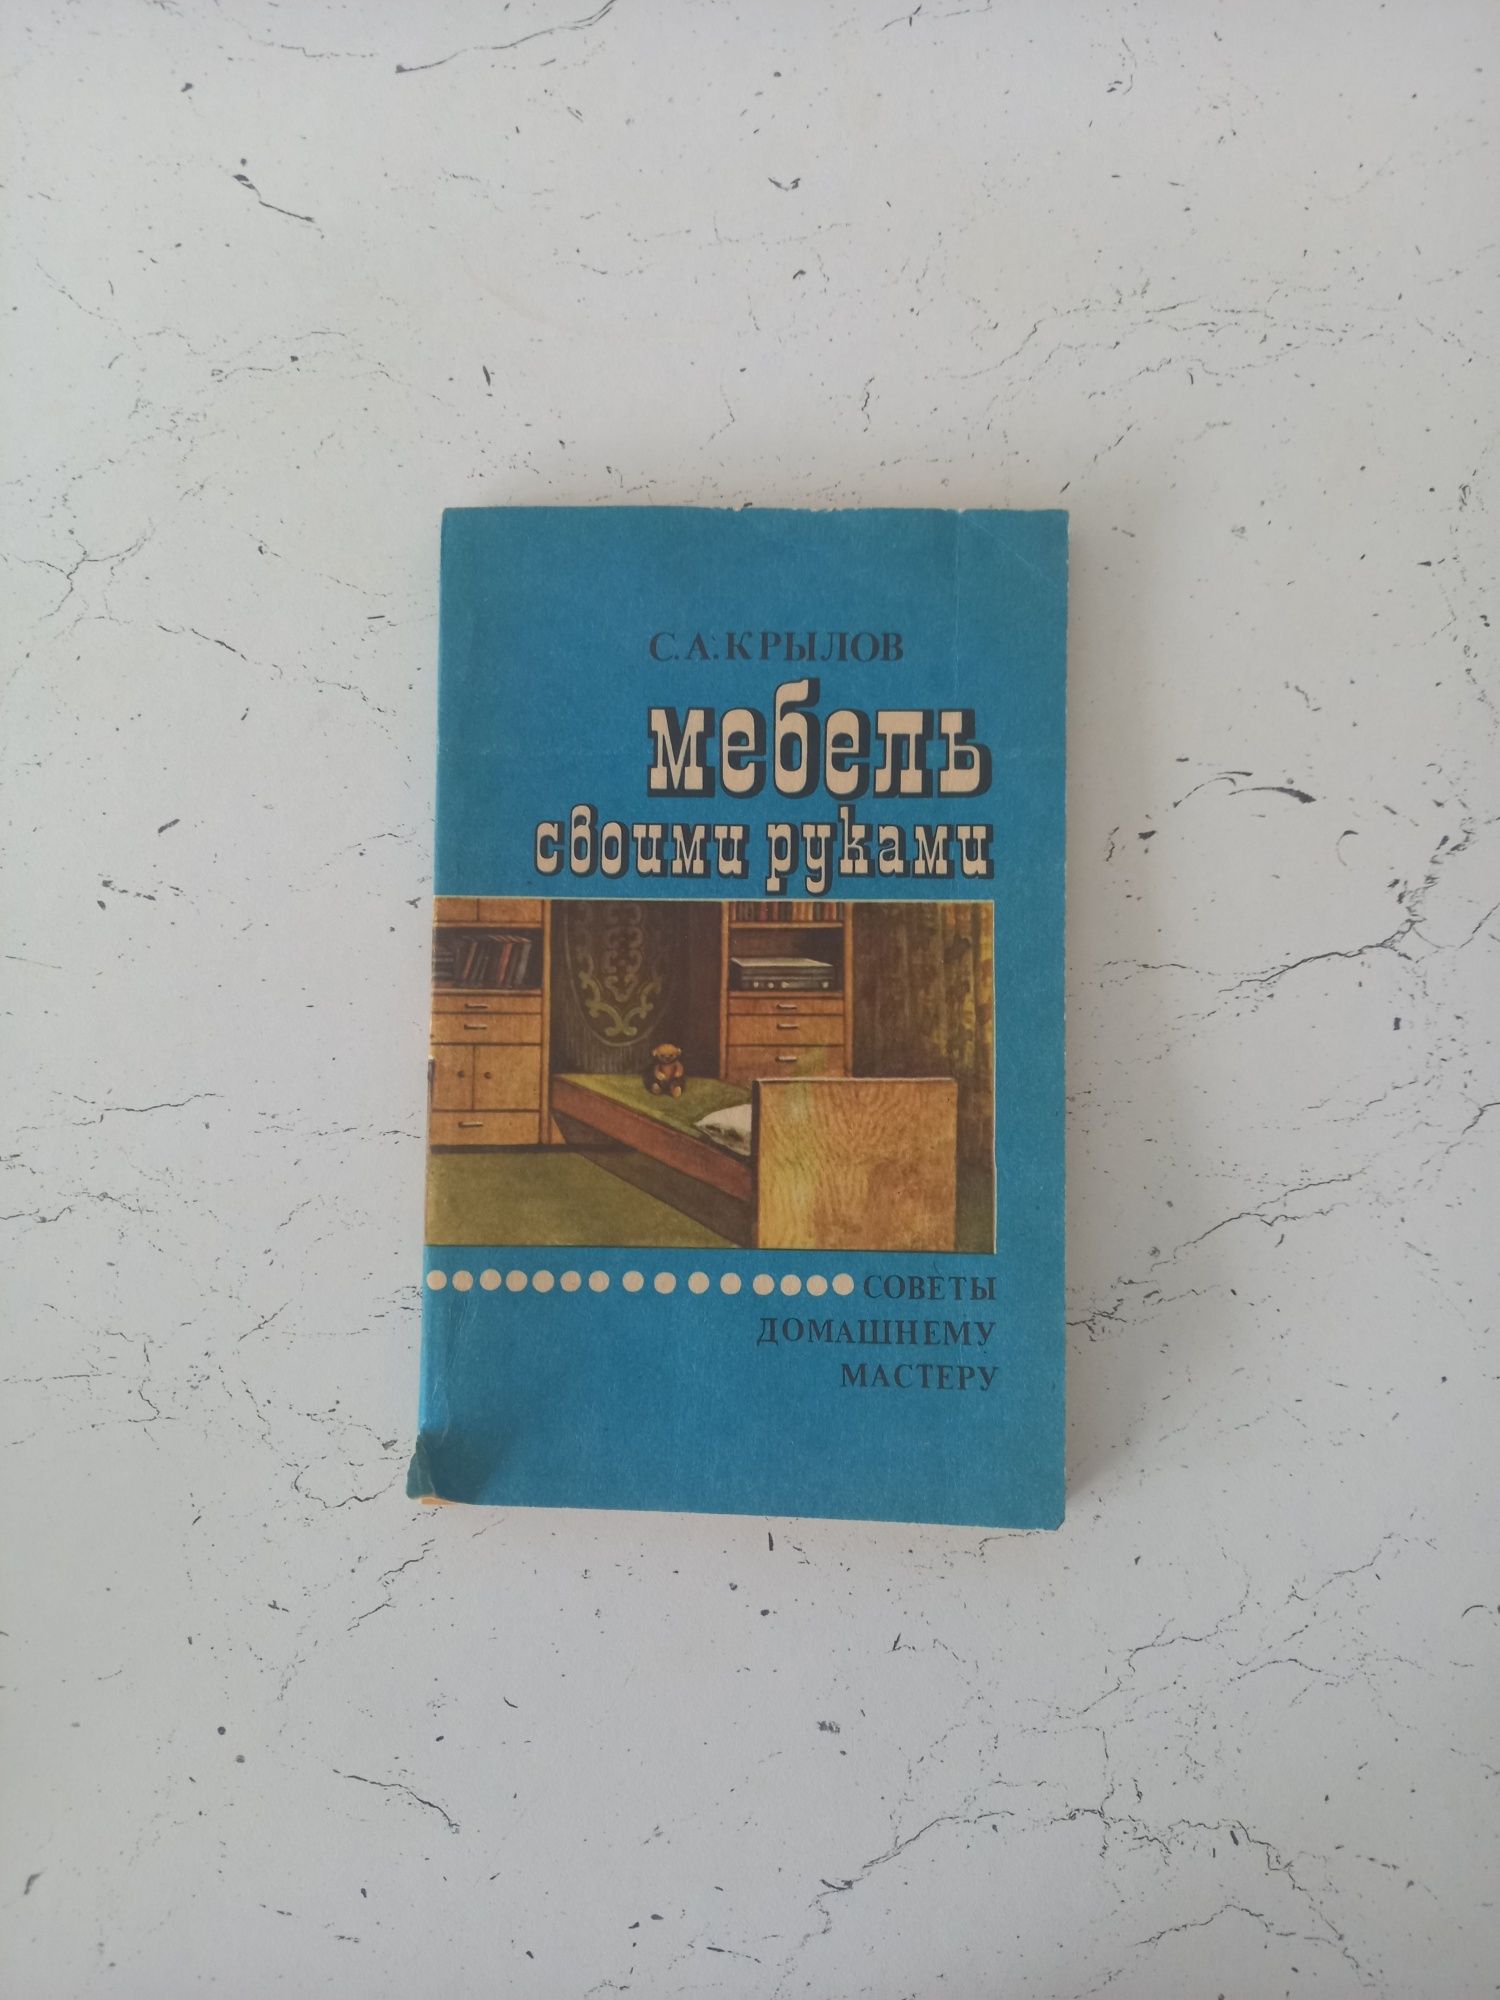 С. А. КРЫЛОВ
мебель
своими руками
СОВЕТЫ
ДОМАШНЕМУ
МАСТЕРУ